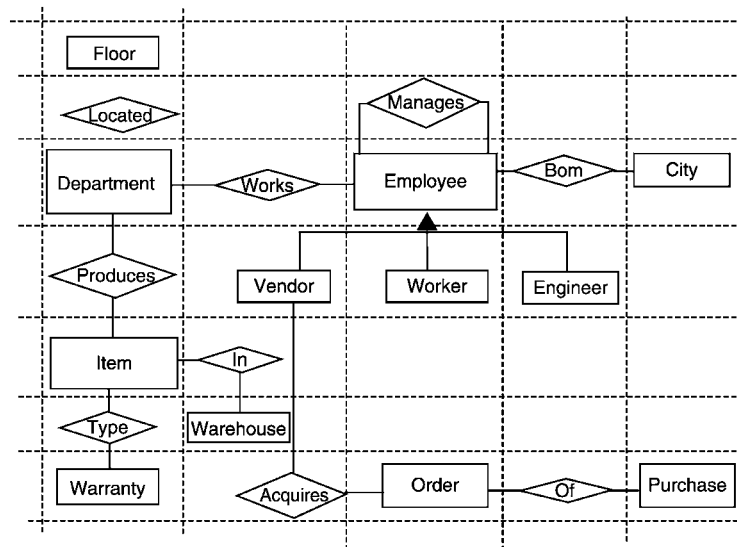 Floor
Manages
Located
Department
Works
Employee
Bom
City
Produces
Vendor
Worker
Engineer
Item
In
Type
Warehouse
Warranty
Acquires
Order
Of
Purchase